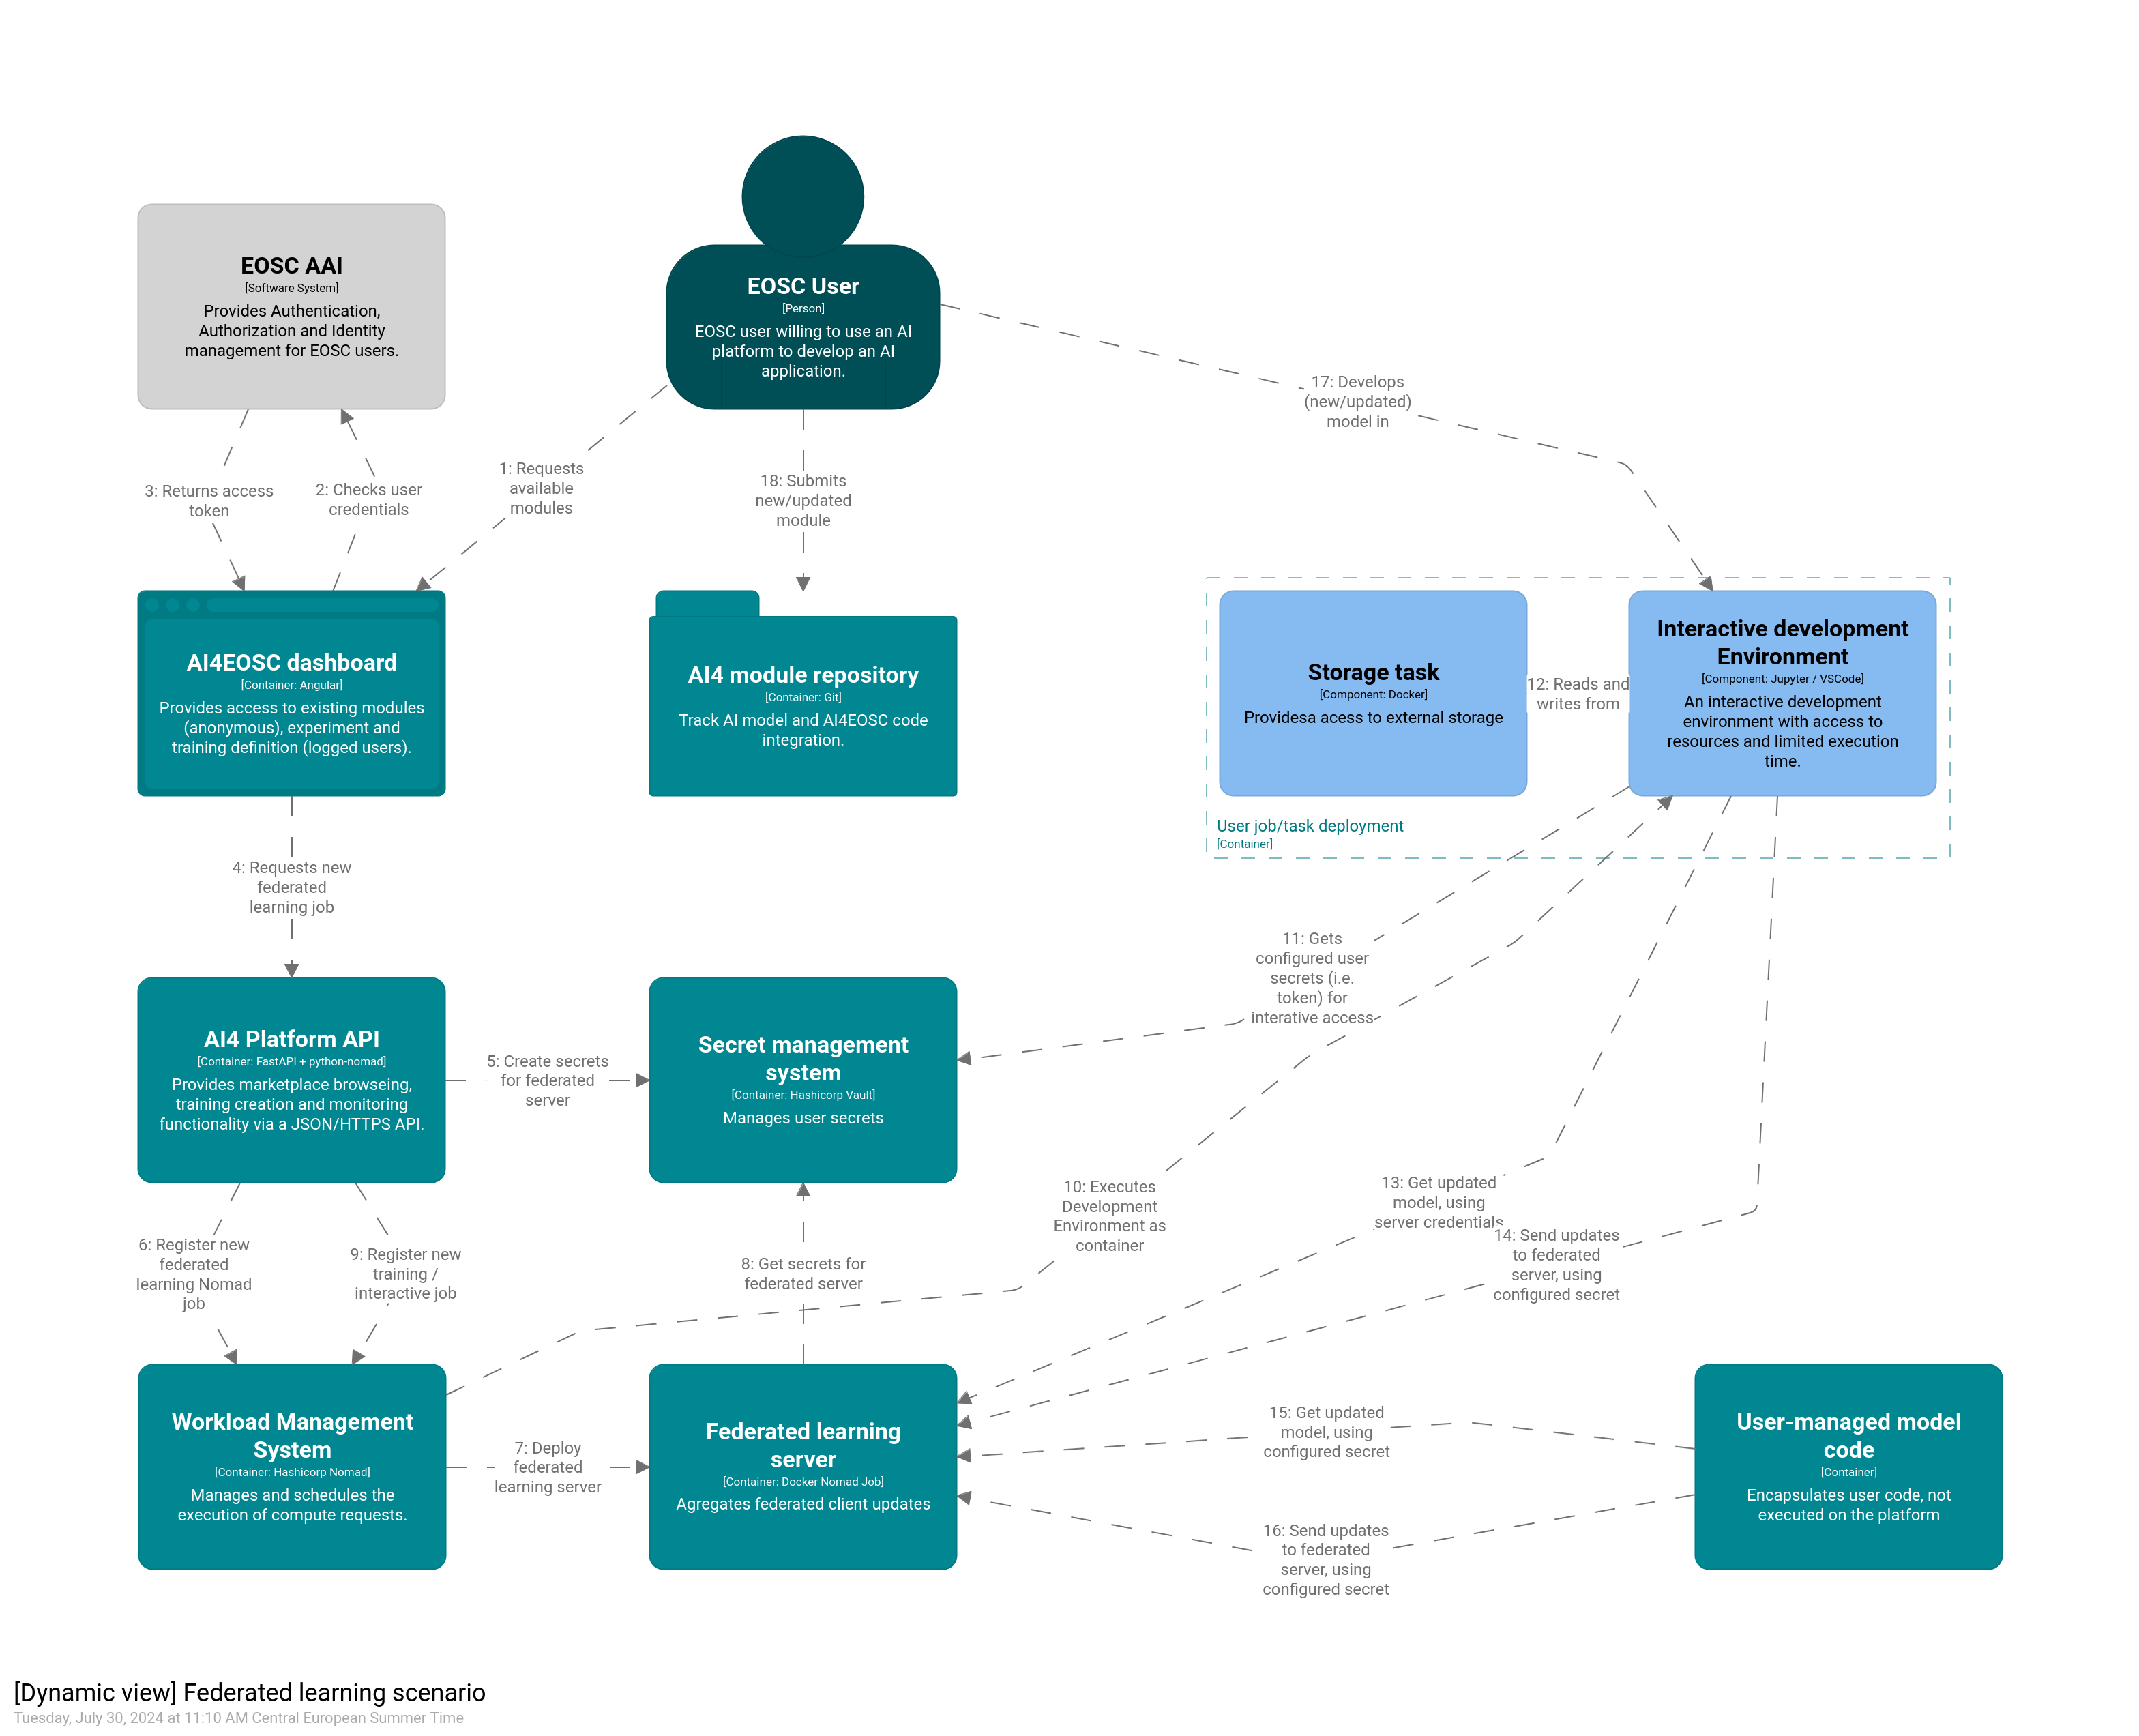 EOSC AAI
[Software System]
Provides Authentication,
Authorization and Identity
management for EOSC users.
EOSC User
[Person]
EOSC user willing to use an AI
platform to develop an AI
application.
17: Develops
(new/updated)
model in
3: Returns access
token
2: Checks user
credentials
1: Requests
available
modules
18: Submits
new/updated
module
AI4EOSC dashboard
[Container: Angular]
Provides access to existing modules
(anonymous), experiment and
training definition (logged users).
AI4 module repository
[Container: Git]
Track AI model and AI4EOSC code
integration.
Storage task
[Component: Docker]
Providesa acess to external storage
12: Reads and
writes from
Interactive development
Environment
[Component: Jupyter / VSCode]
An interactive development
environment with access to
resources and limited execution
time.
User job/task deployment
[Container]
4: Requests new
federated
learning job
11: Gets
configured user
secrets (i.e.
token) for
interative access
AI4 Platform API
[Container: FastAPI + python-nomad]
Provides marketplace browseing,
training creation and monitoring
functionality via a JSON/HTTPS API.
5: Create secrets
for federated
server
Secret management
system
[Container: Hashicorp Vault]
Manages user secrets
10: Executes
Development
Environment as
container
13: Get updated
model, using
server credentials
14: Send updates
to federated
server, using
configured secret
6: Register new
federated
learning Nomad
job
9: Register new
training /
interactive job
8: Get secrets for
federated server
Workload Management
System
[Container: Hashicorp Nomad]
Manages and schedules the
execution of compute requests.
7: Deploy
federated
learning server
Federated learning
server
[Container: Docker Nomad Job]
Agregates federated client updates
15: Get updated
model, using
configured secret
16: Send updates
to federated
server, using
configured secret
User-managed model
code
[Container]
Encapsulates user code, not
executed on the platform
[Dynamic view] Federated learning scenario
Tuesday, July 30, 2024 at 11:10 AM Central European Summer Time